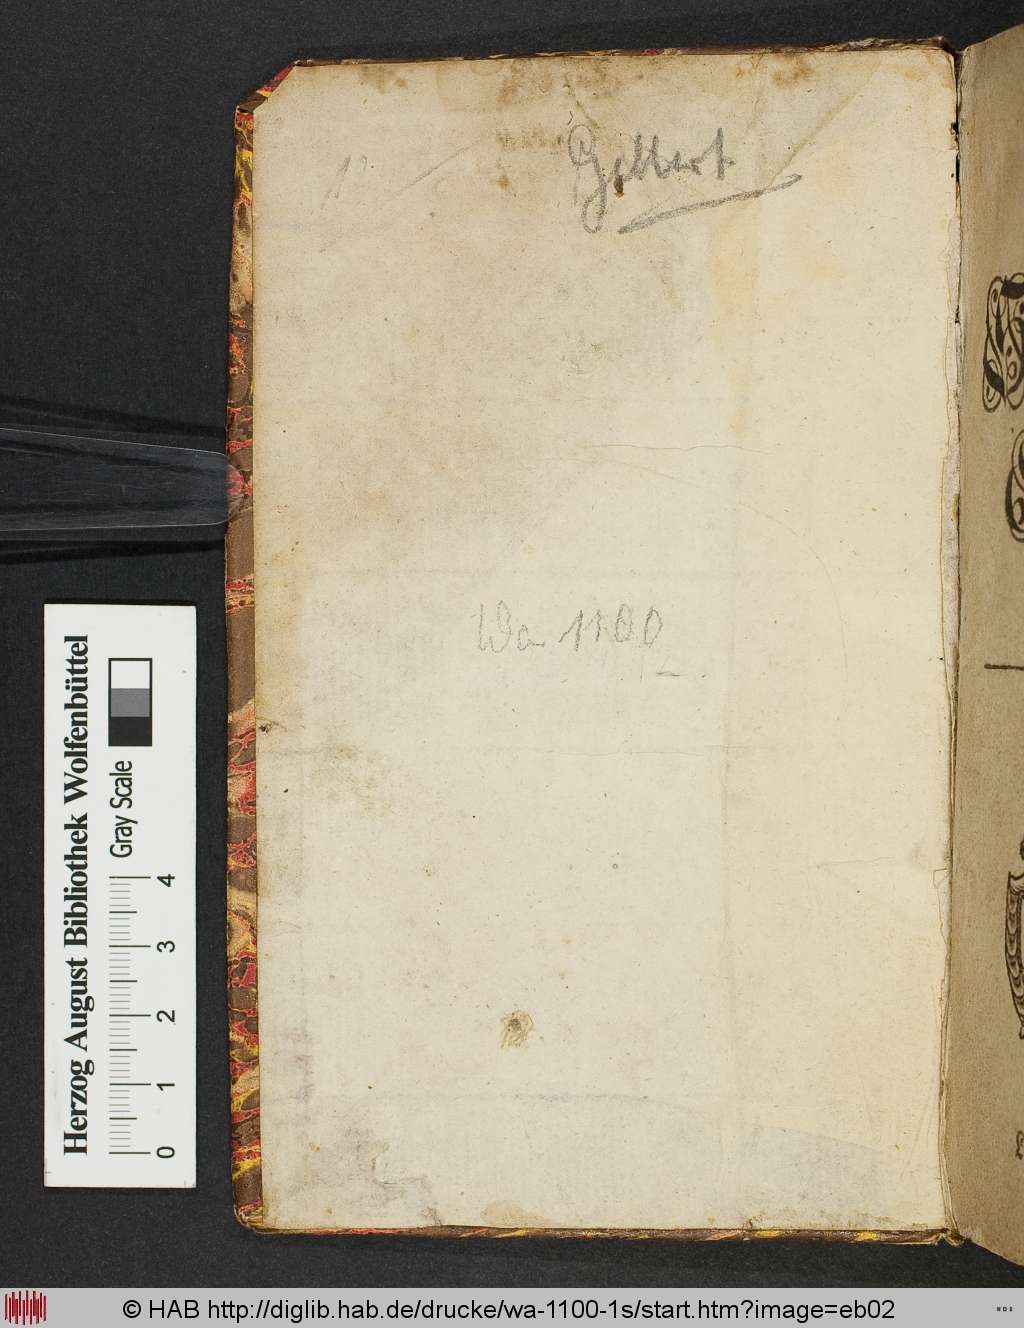 Gellert
Wa 1100
Herzog August Bibliothek Wolfenbüttel
Gray Scale
0 1 2 3 4
© HAB http://diglib.hab.de/drucke/wa-1100-1s/start.htm?image=eb02